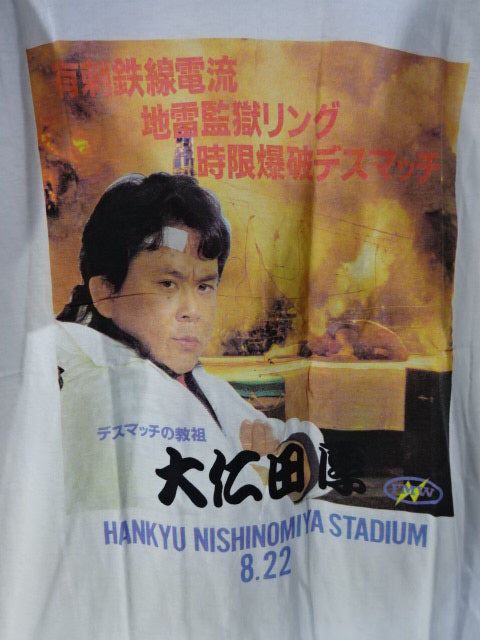 有刺鉄線電流
地雷監獄リング
時限爆破デスマッチ
デスマッチの教祖
大仁田厚
FMW
HANKYU NISHINOMIYA STADIUM
8.22